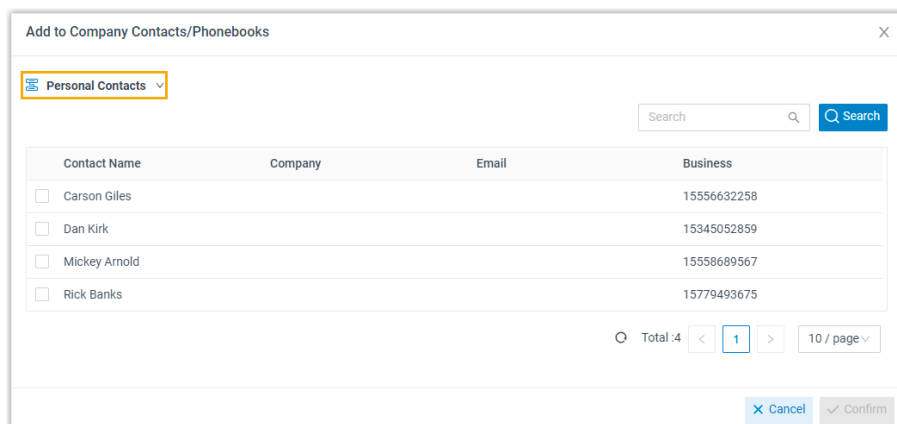 Add to Company Contacts/Phonebooks X
Personal Contacts
Search Search
Contact Name Company Email Business
Carson Giles 15556632258
Dan Kirk 15345052859
Mickey Arnold 15558689567
Rick Banks 15779493675
Total :4 < 1 > 10 / page
Cancel Confirm